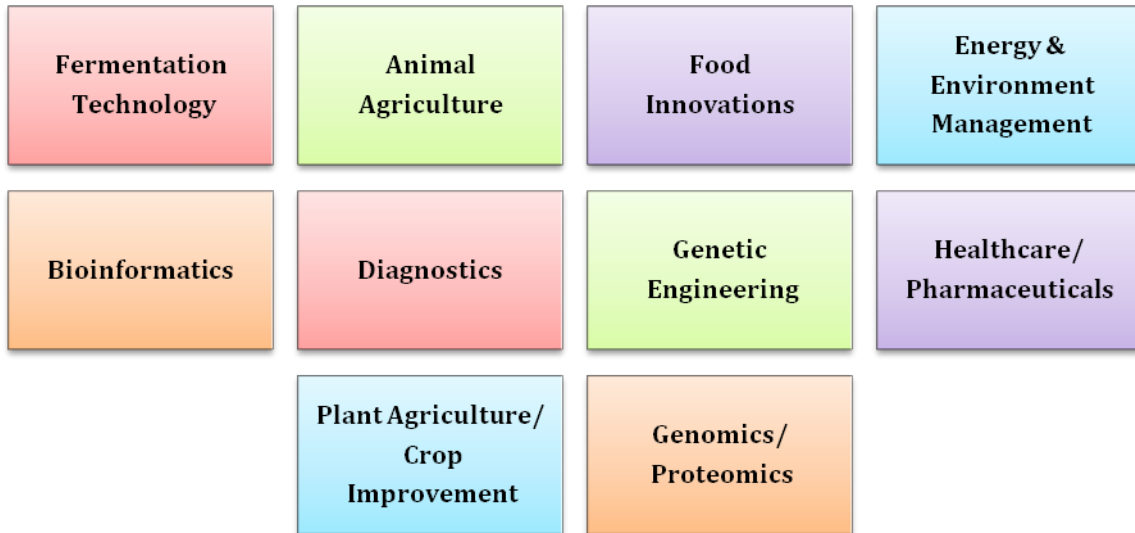 Fermentation
Technology
Animal
Agriculture
Food
Innovations
Energy &
Environment
Management
Bioinformatics
Diagnostics
Genetic
Engineering
Healthcare/
Pharmaceuticals
Plant Agriculture/
Crop
Improvement
Genomics/
Proteomics